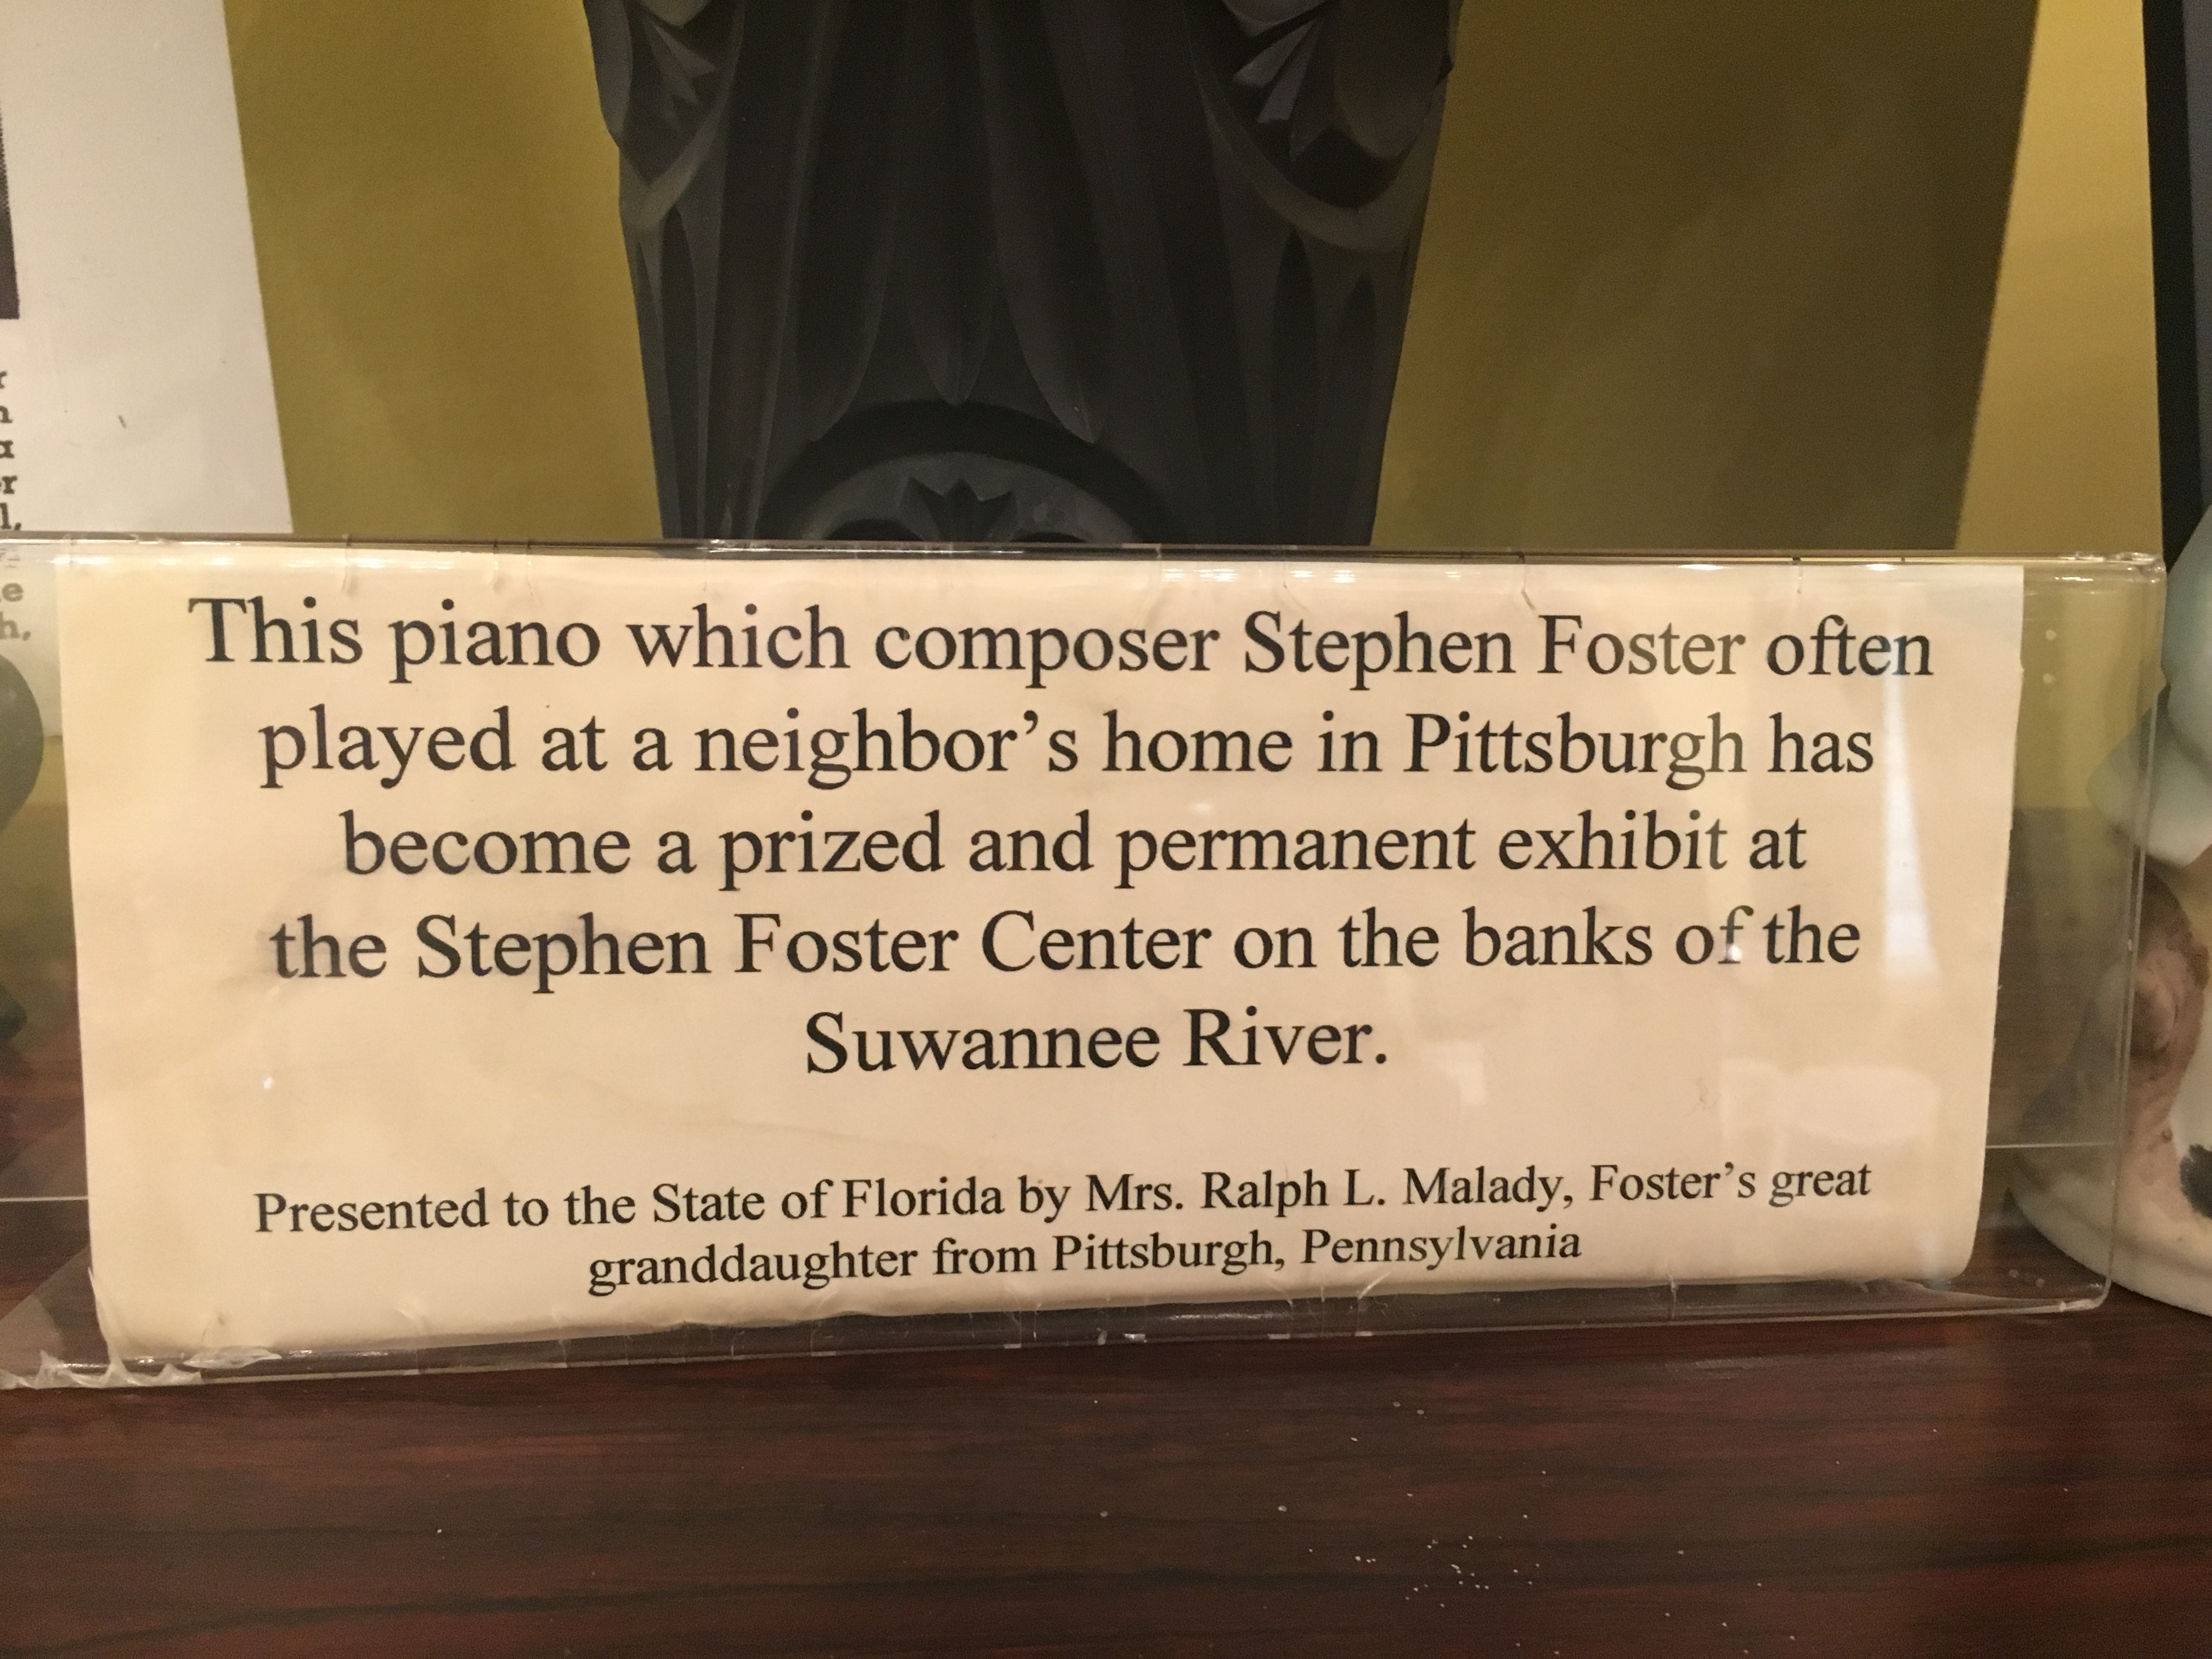 This piano which composer Stephen Foster often
played at a neighbor's home in Pittsburgh has
become a prized and permanent exhibit at
the Stephen Foster Center on the banks of the
Suwannee River.
Presented to the State of Florida by Mrs. Ralph L. Malady, Foster's great
granddaughter from Pittsburgh, Pennsylvania